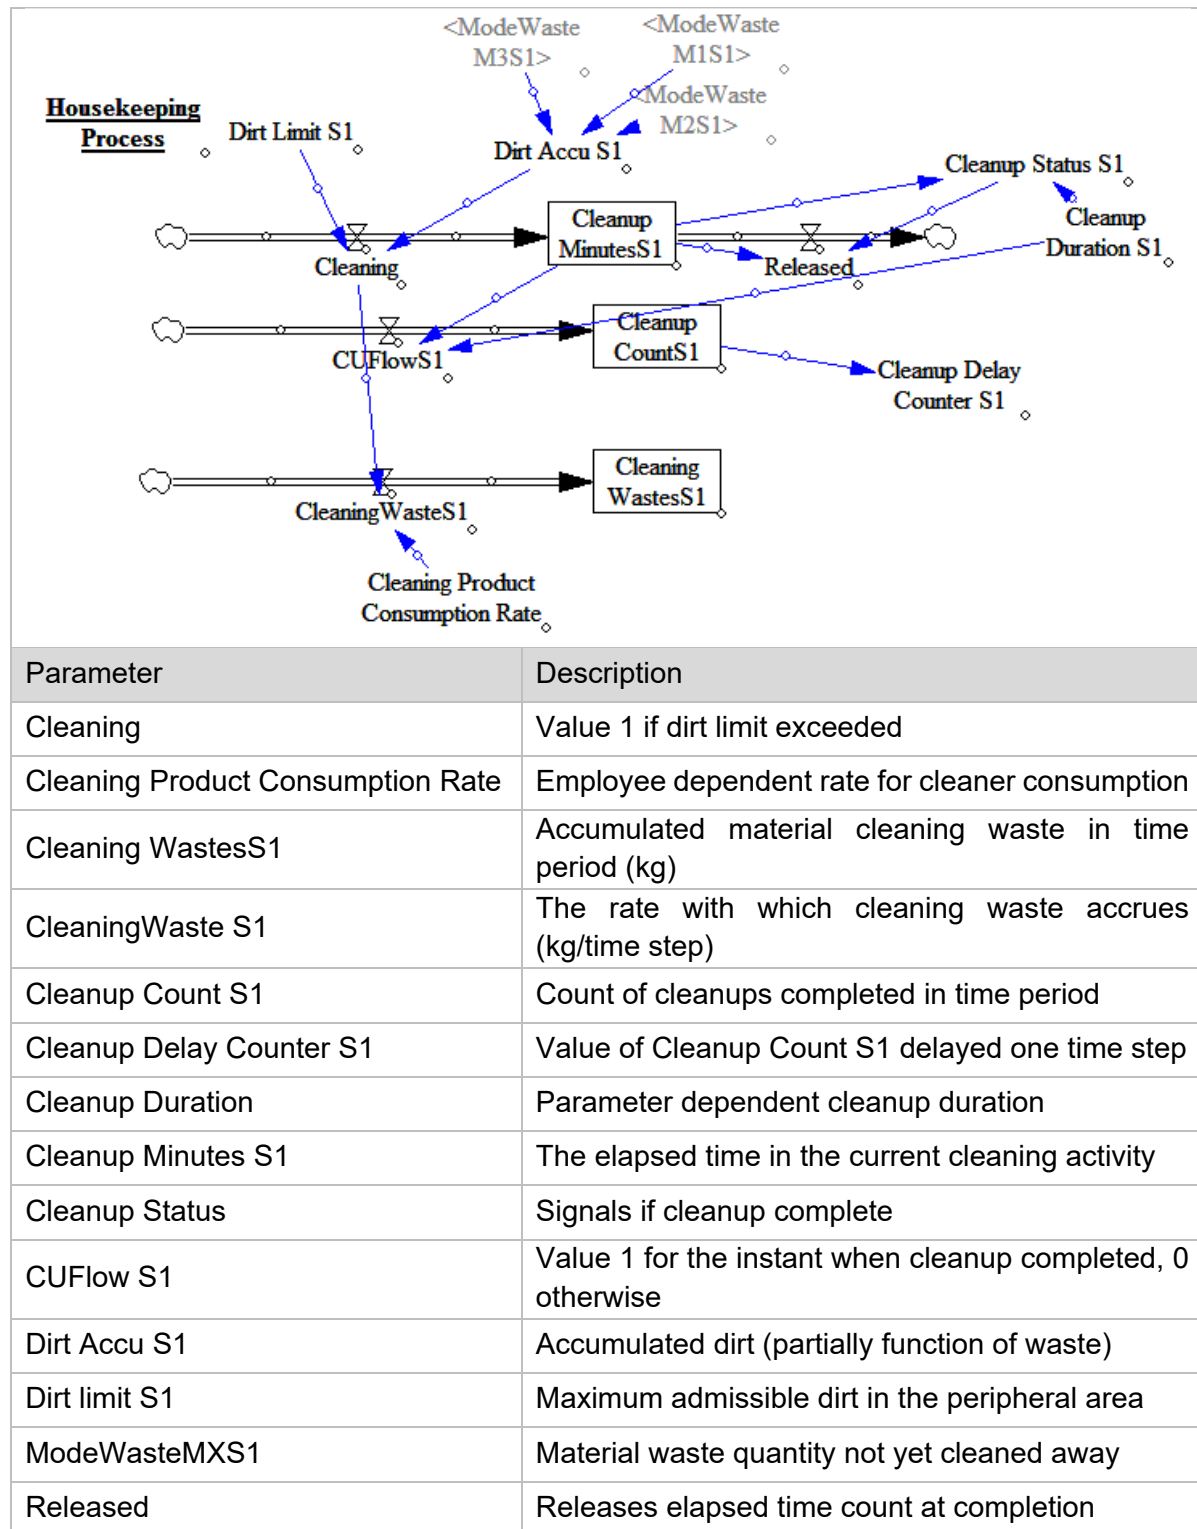 <ModeWaste
M3S1>
<ModeWaste
M1S1>
<ModeWaste
M2S1>
Housekeeping
Process
Dirt Limit S1
Dirt Accu S1
Cleanup Status S1
Cleanup
Duration S1
Cleanup
MinutesS1
Cleaning
Released
Cleanup
CountS1
CUFlowS1
Cleanup Delay
Counter S1
Cleaning
WastesS1
CleaningWasteS1
Cleaning Product
Consumption Rate
Parameter Description
Cleaning Value 1 if dirt limit exceeded
Cleaning Product Consumption Rate Employee dependent rate for cleaner consumption
Cleaning WastesS1 Accumulated material cleaning waste in time
period (kg)
CleaningWaste S1 The rate with which cleaning waste accrues
(kg/time step)
Cleanup Count S1 Count of cleanups completed in time period
Cleanup Delay Counter S1 Value of Cleanup Count S1 delayed one time step
Cleanup Duration Parameter dependent cleanup duration
Cleanup Minutes S1 The elapsed time in the current cleaning activity
Cleanup Status Signals if cleanup complete
CUFlow S1 Value 1 for the instant when cleanup completed, 0
otherwise
Dirt Accu S1 Accumulated dirt (partially function of waste)
Dirt limit S1 Maximum admissible dirt in the peripheral area
ModeWasteMXS1 Material waste quantity not yet cleaned away
Released Releases elapsed time count at completion